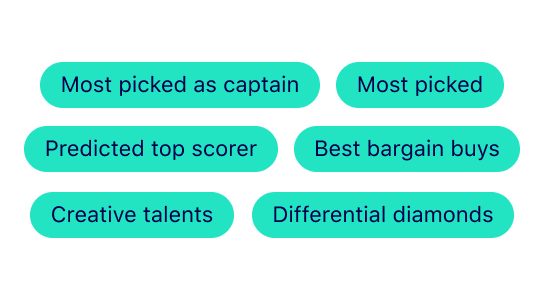 Most picked as captain
Most picked
Predicted top scorer
Best bargain buys
Creative talents
Differential diamonds